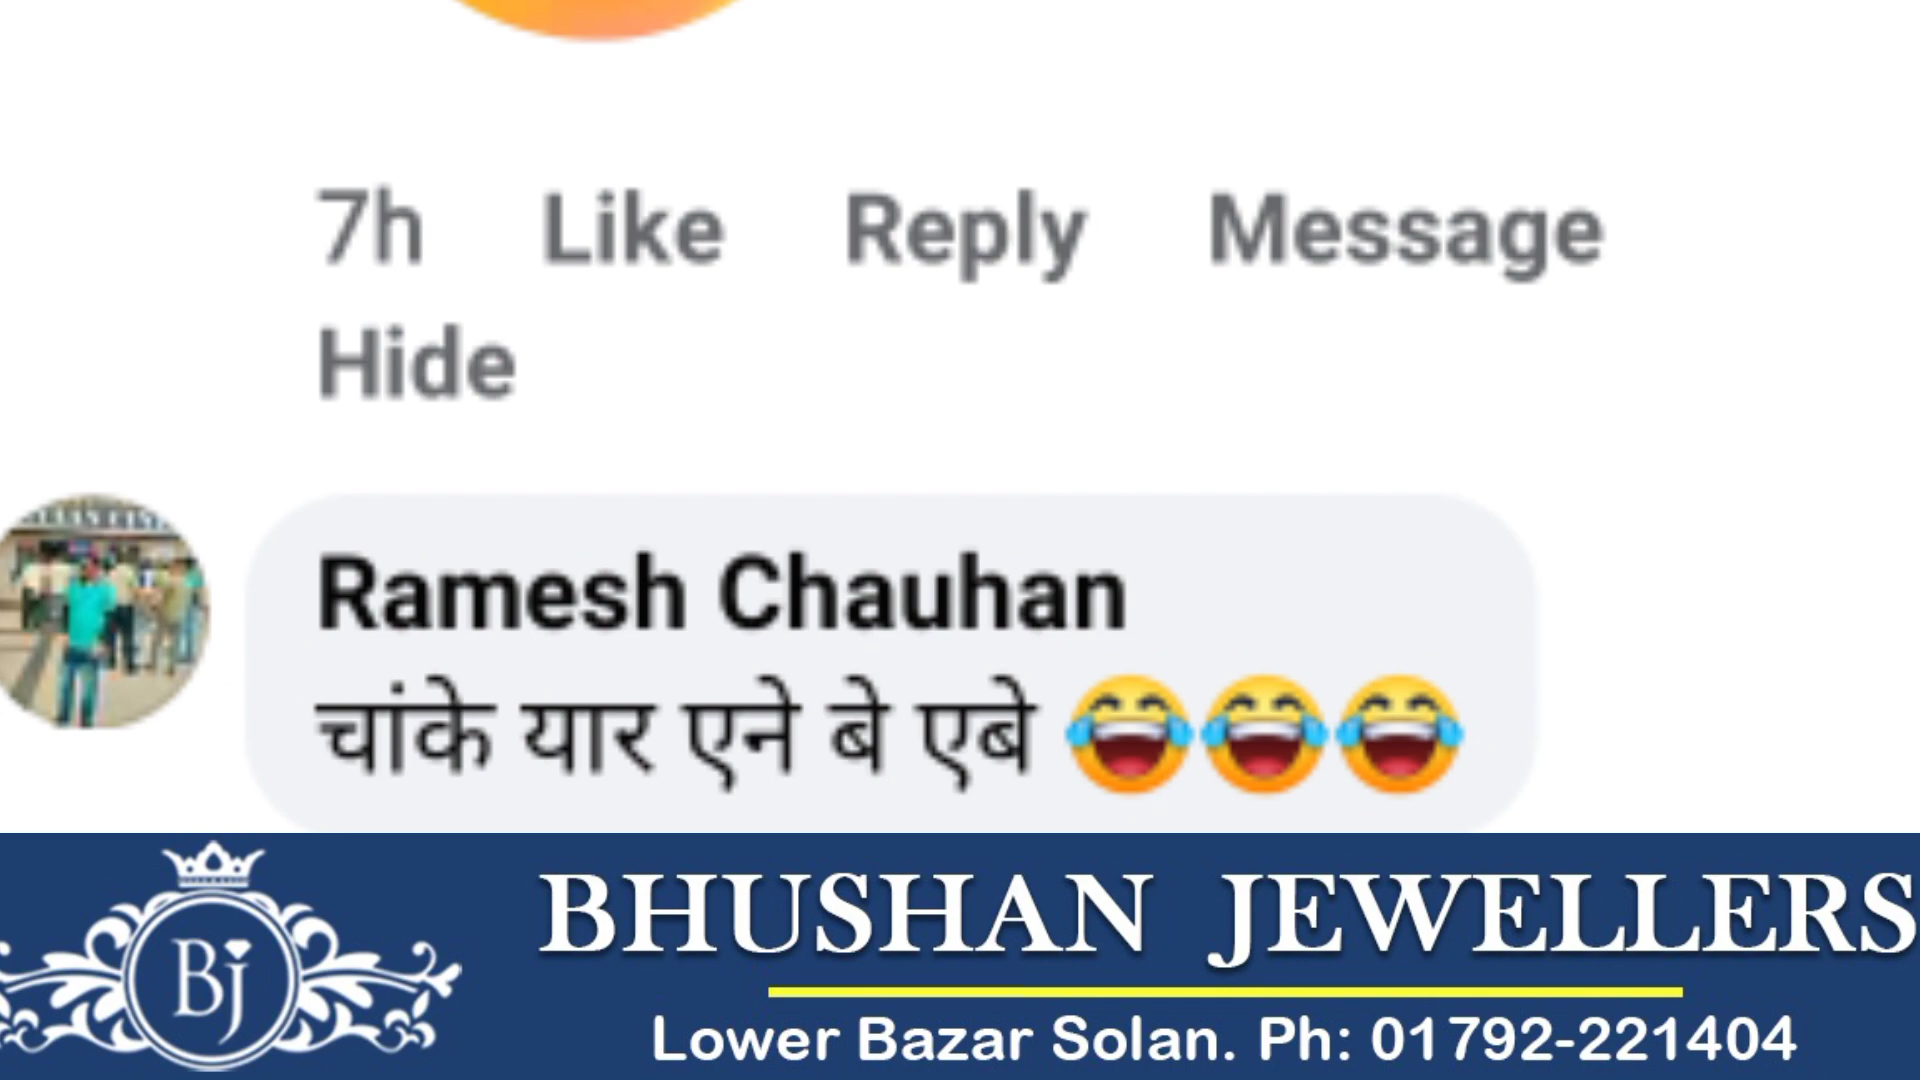 7h Like Reply Message
Hide
Ramesh Chauhan
चांके यार एने बे एबे 😂😂😂
Bj
BHUSHAN JEWELLERS
Lower Bazar Solan. Ph: 01792-221404